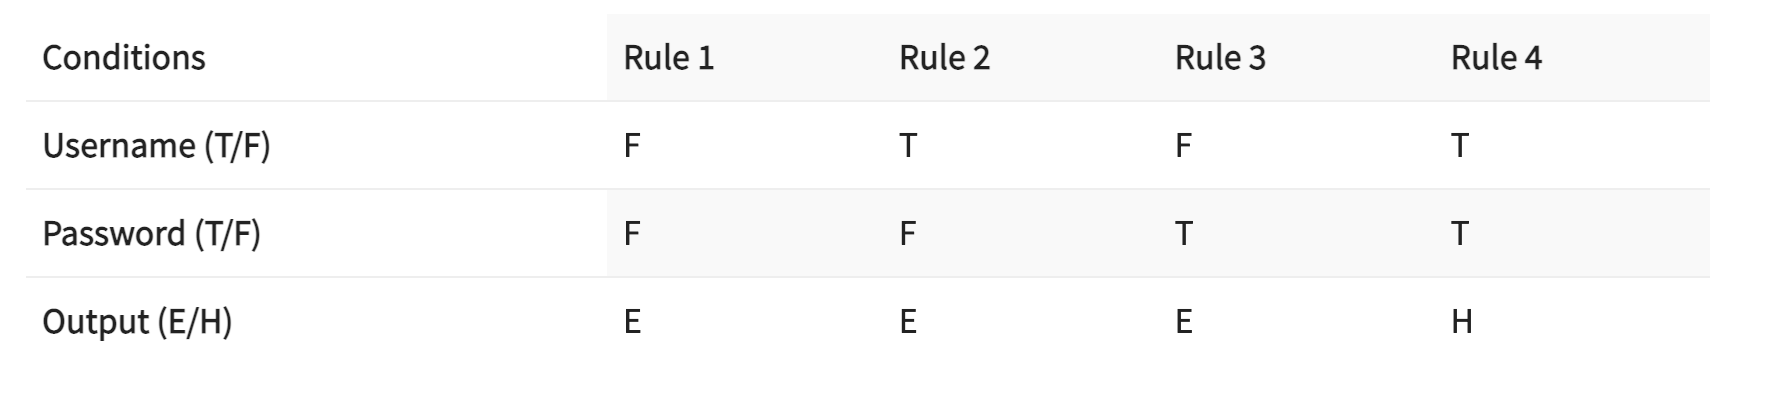 Conditions Rule 1 Rule 2 Rule 3 Rule 4
Username (T/F) F T F T
Password (T/F) F F T T
Output (E/H) E E E H